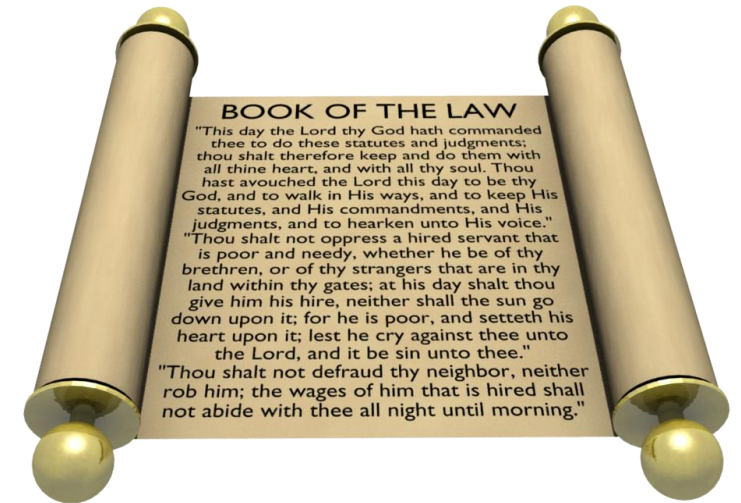 BOOK OF THE LAW
"This day the Lord thy God hath commanded
thee to do these statutes and judgments;
thou shalt therefore keep and do them with
all thine heart, and with all thy soul. Thou
hast avouched the Lord this day to be thy
God, and to walk in His ways, and to keep His
statutes, and His commandments, and His
judgments, and to hearken unto His voice."
"Thou shalt not oppress a hired servant that
is poor and needy, whether he be of thy
brethren, or of thy strangers that are in thy
land within thy gates; at his day shalt thou
give him his hire, neither shall the sun go
down upon it; for he is poor, and setteth his
heart upon it; lest he cry against thee unto
the Lord, and it be sin unto thee."
"Thou shalt not defraud thy neighbor, neither
rob him; the wages of him that is hired shall
not abide with thee all night until morning."